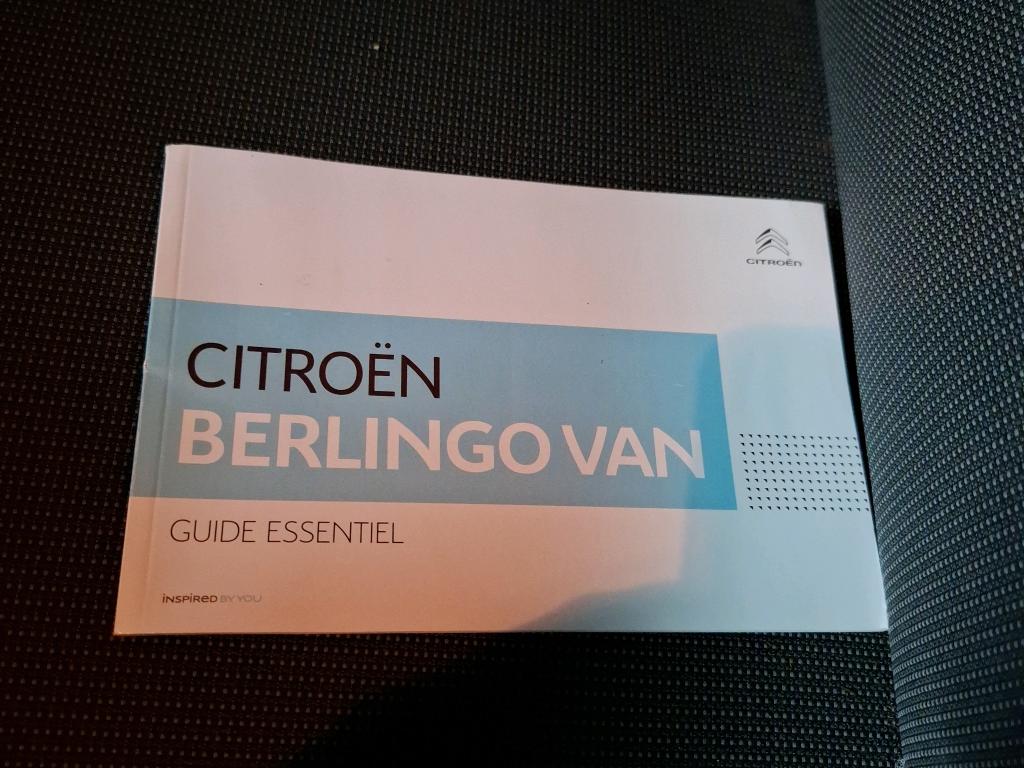 CITROËN
CITROËN
BERLINGO VAN
GUIDE ESSENTIEL
INSPIRED BY YOU